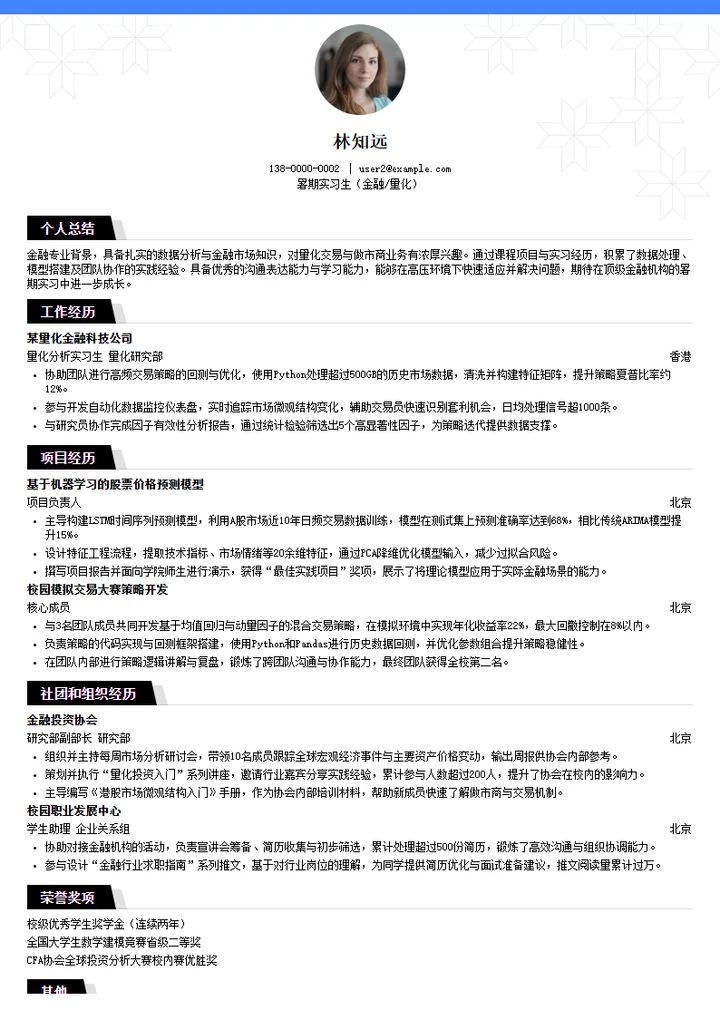 林知远
138-0000-0002 | user2@example.com
暑期实习生（金融/量化）
个人总结
金融专业背景，具备扎实的数据分析与金融市场知识，对量化交易与做市商业务有浓厚兴趣。通过课程项目与实习经历，积累了数据处理、
模型搭建及团队协作的实践经验。具备优秀的沟通表达能力与学习能力，能够在高压环境下快速适应并解决问题，期待在顶级金融机构的暑
期实习中进一步成长。
工作经历
某量化金融科技公司
量化分析实习生 量化研究部 香港
• 协助团队进行高频交易策略的回测与优化，使用Python处理超过500GB的历史市场数据，清洗并构建特征矩阵，提升策略夏普比率约
12%。
• 参与开发自动化数据监控仪表盘，实时追踪市场微观结构变化，辅助交易员快速识别套利机会，日均处理信号超1000条。
• 与研究员协作完成因子有效性分析报告，通过统计检验筛选出5个高显著性因子，为策略迭代提供数据支撑。
项目经历
基于机器学习的股票价格预测模型
项目负责人 北京
• 主导构建LSTM时间序列预测模型，利用A股市场近10年日频交易数据训练，模型在测试集上预测准确率达到68%，相比传统ARIMA模型提
升15%。
• 设计特征工程流程，提取技术指标、市场情绪等20余维特征，通过PCA降维优化模型输入，减少过拟合风险。
• 撰写项目报告并面向学院师生进行演示，获得“最佳实践项目”奖项，展示了将理论模型应用于实际金融场景的能力。
校园模拟交易大赛策略开发
核心成员 北京
• 与3名团队成员共同开发基于均值回归与动量因子的混合交易策略，在模拟环境中实现年化收益率22%，最大回撤控制在8%以内。
• 负责策略的代码实现与回测框架搭建，使用Python和Pandas进行历史数据回测，并优化参数组合提升策略稳健性。
• 在团队内部进行策略逻辑讲解与复盘，锻炼了跨团队沟通与协作能力，最终团队获得全校第二名。
社团和组织经历
金融投资协会
研究部副部长 研究部 北京
• 组织并主持每周市场分析研讨会，带领10名成员跟踪全球宏观经济事件与主要资产价格变动，输出周报供协会内部参考。
• 策划并执行“量化投资入门”系列讲座，邀请行业嘉宾分享实践经验，累计参与人数超过200人，提升了协会在校内的影响力。
• 主导编写《港股市场微观结构入门》手册，作为协会内部培训材料，帮助新成员快速了解做市商与交易机制。
校园职业发展中心
学生助理 企业关系组 北京
• 协助对接金融机构的活动，负责宣讲会筹备、简历收集与初步筛选，累计处理超过500份简历，锻炼了高效沟通与组织协调能力。
• 参与设计“金融行业求职指南”系列推文，基于对行业岗位的理解，为同学提供简历优化与面试准备建议，推文阅读量累计过万。
荣誉奖项
校级优秀学生奖学金（连续两年）
全国大学生数学建模竞赛省级二等奖
CFA协会全球投资分析大赛校内赛优胜奖
其他